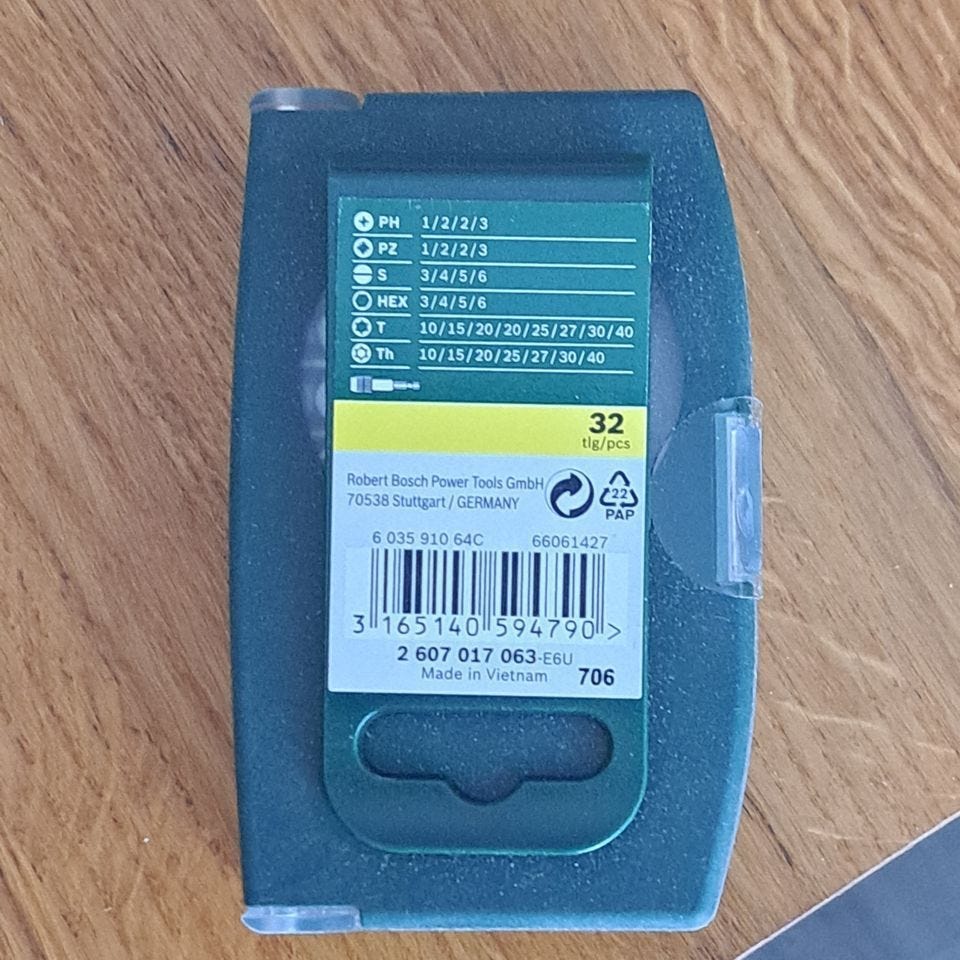 PH 1/2/2/3
PZ 1/2/2/3
S 3/4/5/6
HEX 3/4/5/6
T 10/15/20/20/25/27/30/40
Th 10/15/20/25/27/30/40
32
tlg/pcs
Robert Bosch Power Tools GmbH
70538 Stuttgart / GERMANY
22
PAP
6 035 910 64C 66061427
3 165140 594790 >
2 607 017 063-E6U
Made in Vietnam 706